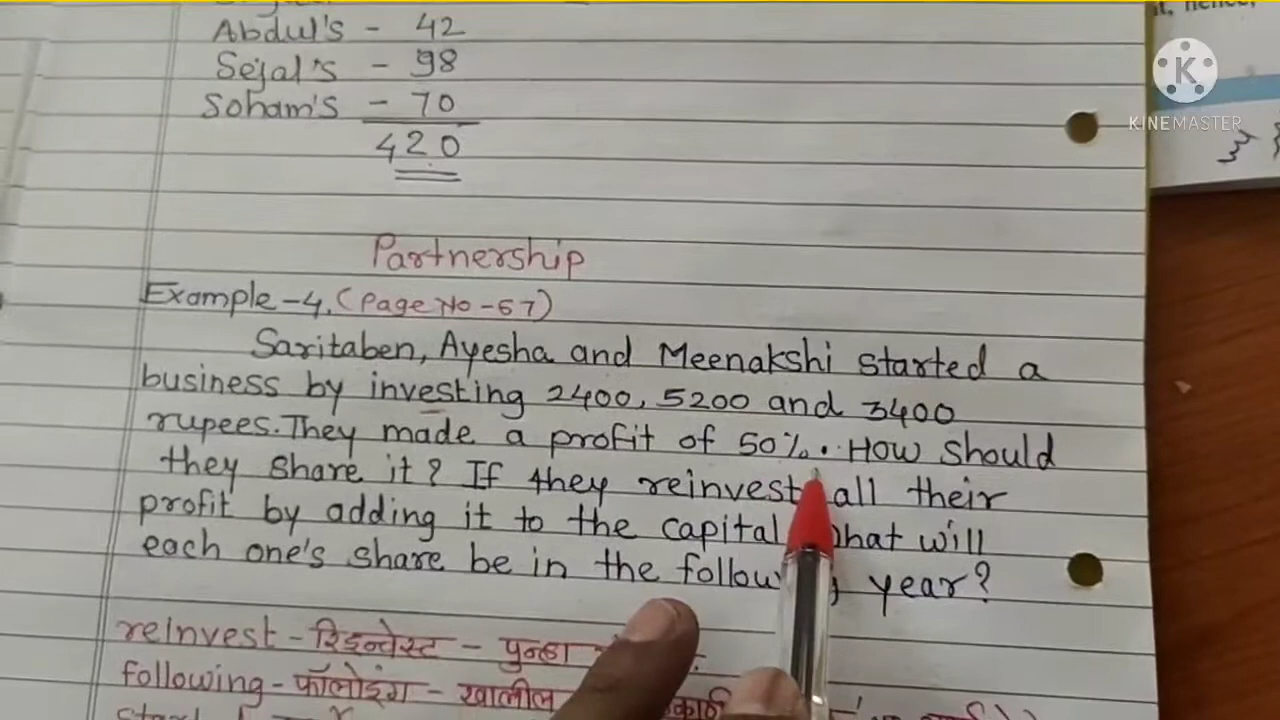 Abdul's - 42
Sejal's - 98
Soham's - 70
420
Partnership
Example-4. (Page No-67)
Saritaben, Ayesha and Meenakshi started a
business by investing 2400, 5200 and 3400
rupees. They made a profit of 50%. How should
they share it? If they reinvest all their
profit by adding it to the capital hat will
each one's share be in the follow year?
reinvest - रिइन्वेस्ट - पुन्हा
following - फॉलोइंग - खालील
KINEMASTER